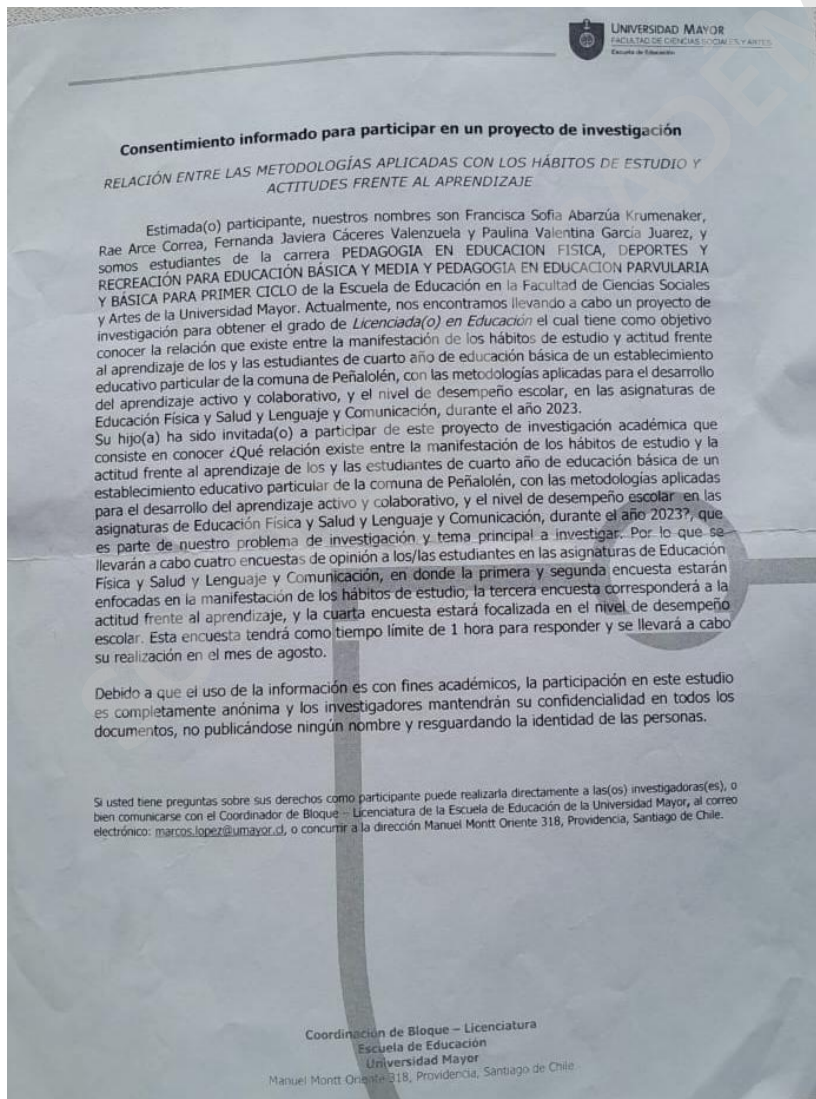 UNIVERSIDAD MAYOR
FACULTAD DE CIENCIAS SOCIALES Y ARTES
Escuela de Educación
Consentimiento informado para participar en un proyecto de investigación
RELACIÓN ENTRE LAS METODOLOGÍAS APLICADAS CON LOS HÁBITOS DE ESTUDIO Y
ACTITUDES FRENTE AL APRENDIZAJE
Estimada(o) participante, nuestros nombres son Francisca Sofia Abarzúa Krumenaker,
Rae Arce Correa, Fernanda Javiera Cáceres Valenzuela y Paulina Valentina García Juarez, y
somos estudiantes de la carrera PEDAGOGIA EN EDUCACION FISICA, DEPORTES Y
RECREACIÓN PARA EDUCACIÓN BÁSICA Y MEDIA Y PEDAGOGIA EN EDUCACION PARVULARIA
Y BÁSICA PARA PRIMER CICLO de la Escuela de Educación en la Facultad de Ciencias Sociales
y Artes de la Universidad Mayor. Actualmente, nos encontramos llevando a cabo un proyecto de
investigación para obtener el grado de Licenciada(o) en Educación el cual tiene como objetivo
conocer la relación que existe entre la manifestación de los hábitos de estudio y actitud frente
al aprendizaje de los y las estudiantes de cuarto año de educación básica de un establecimiento
educativo particular de la comuna de Peñalolén, con las metodologías aplicadas para el desarrollo
del aprendizaje activo y colaborativo, y el nivel de desempeño escolar, en las asignaturas de
Educación Física y Salud y Lenguaje y Comunicación, durante el año 2023.
Su hijo(a) ha sido invitada(o) a participar de este proyecto de investigación académica que
consiste en conocer ¿Qué relación existe entre la manifestación de los hábitos de estudio y la
actitud frente al aprendizaje de los y las estudiantes de cuarto año de educación básica de un
establecimiento educativo particular de la comuna de Peñalolén, con las metodologías aplicadas
para el desarrollo del aprendizaje activo y colaborativo, y el nivel de desempeño escolar en las
asignaturas de Educación Física y Salud y Lenguaje y Comunicación, durante el año 2023?, que
es parte de nuestro problema de investigación y tema principal a investigar. Por lo que se
llevarán a cabo cuatro encuestas de opinión a los/las estudiantes en las asignaturas de Educación
Física y Salud y Lenguaje y Comunicación, en donde la primera y segunda encuesta estarán
enfocadas en la manifestación de los hábitos de estudio, la tercera encuesta corresponderá a la
actitud frente al aprendizaje, y la cuarta encuesta estará focalizada en el nivel de desempeño
escolar. Esta encuesta tendrá como tiempo límite de 1 hora para responder y se llevará a cabo
su realización en el mes de agosto.
Debido a que el uso de la información es con fines académicos, la participación en este estudio
es completamente anónima y los investigadores mantendrán su confidencialidad en todos los
documentos, no publicándose ningún nombre y resguardando la identidad de las personas.
Si usted tiene preguntas sobre sus derechos como participante puede realizarla directamente a las(os) investigadoras(es), o
bien comunicarse con el Coordinador de Bloque – Licenciatura de la Escuela de Educación de la Universidad Mayor, al correo
electrónico: marcos.lopez@umayor.cl, o concurrir a la dirección Manuel Montt Oriente 318, Providencia, Santiago de Chile.
Coordinación de Bloque – Licenciatura
Escuela de Educación
Universidad Mayor
Manuel Montt Oriente 318, Providencia, Santiago de Chile.